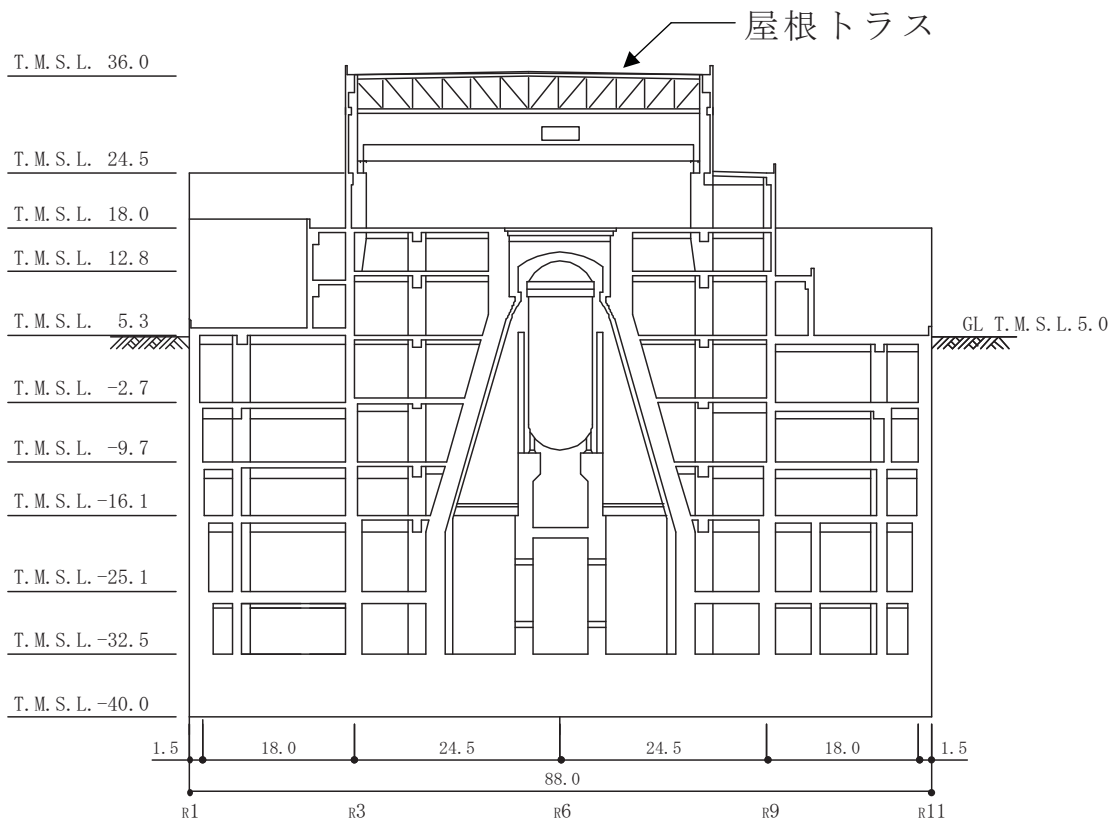 屋根トラス
T.M.S.L. 36.0
T.M.S.L. 24.5
T.M.S.L. 18.0
T.M.S.L. 12.8
T.M.S.L. 5.3
GL T.M.S.L.5.0
T.M.S.L. -2.7
T.M.S.L. -9.7
T.M.S.L.-16.1
T.M.S.L.-25.1
T.M.S.L.-32.5
T.M.S.L.-40.0
1.5 18.0 24.5 24.5 18.0 1.5
88.0
R1 R3 R6 R9 R11